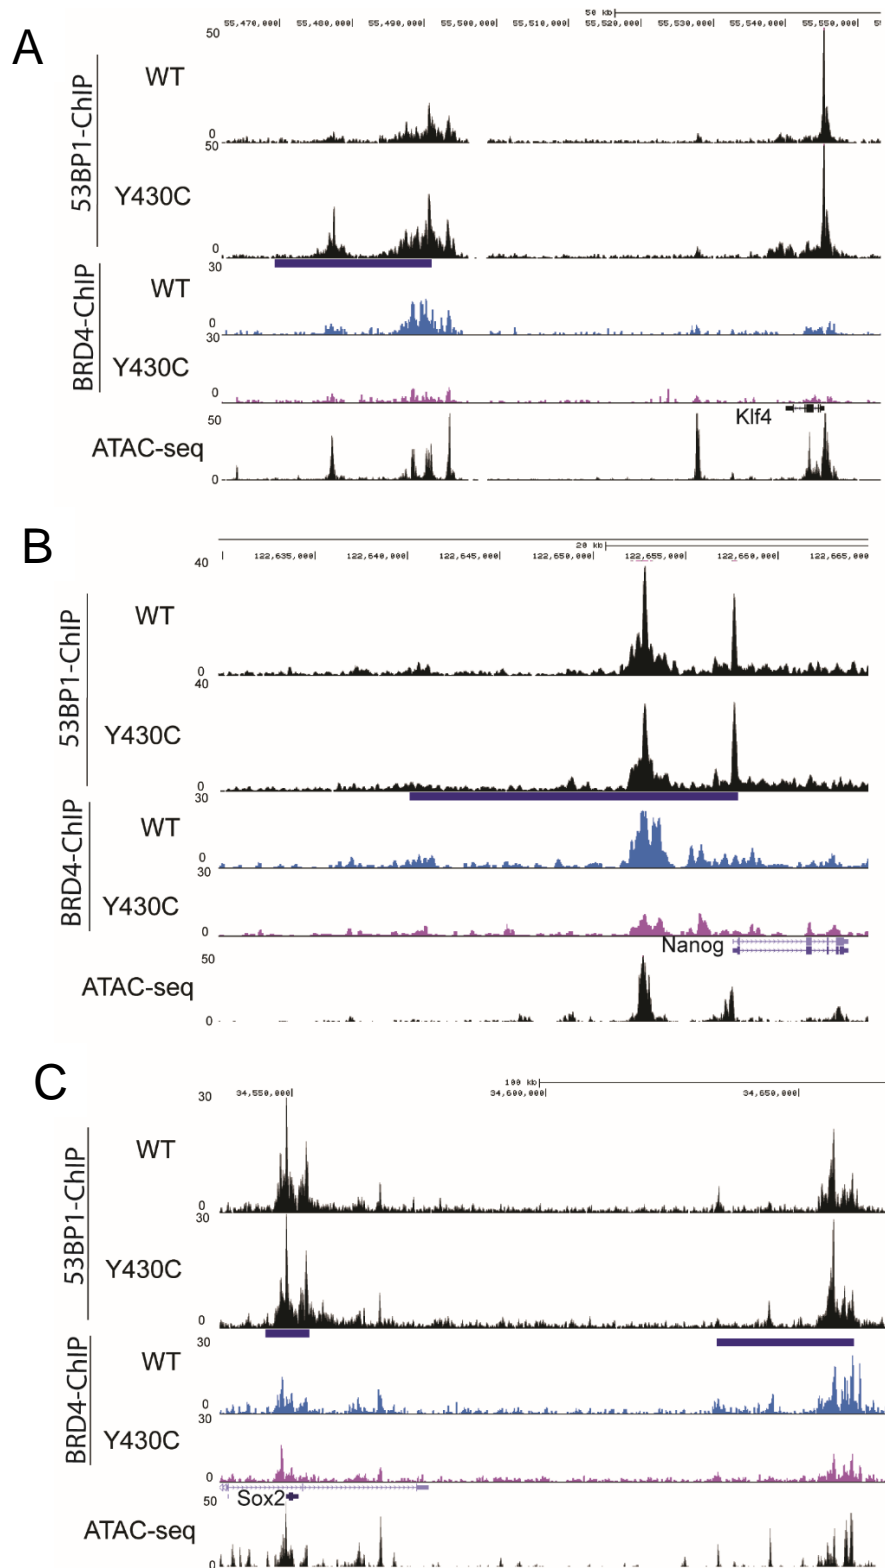 A
50 kb
55,470,000 55,480,000 55,490,000 55,500,000 55,510,000 55,520,000 55,530,000 55,540,000 55,550,000
50
53BP1-ChIP
WT
0
50
Y430C
0
30
BRD4-ChIP
WT
0
30
Y430C
0
Klf4
50
ATAC-seq
0
B
20 kb
122,635,000 122,640,000 122,645,000 122,650,000 122,655,000 122,660,000 122,665,000
40
53BP1-ChIP
WT
0
40
Y430C
0
30
BRD4-ChIP
WT
0
30
Y430C
0
Nanog
50
ATAC-seq
0
C
100 kb
34,550,000 34,600,000 34,650,000
30
53BP1-ChIP
WT
0
30
Y430C
0
30
BRD4-ChIP
WT
0
30
Y430C
0
Sox2
50
ATAC-seq
0